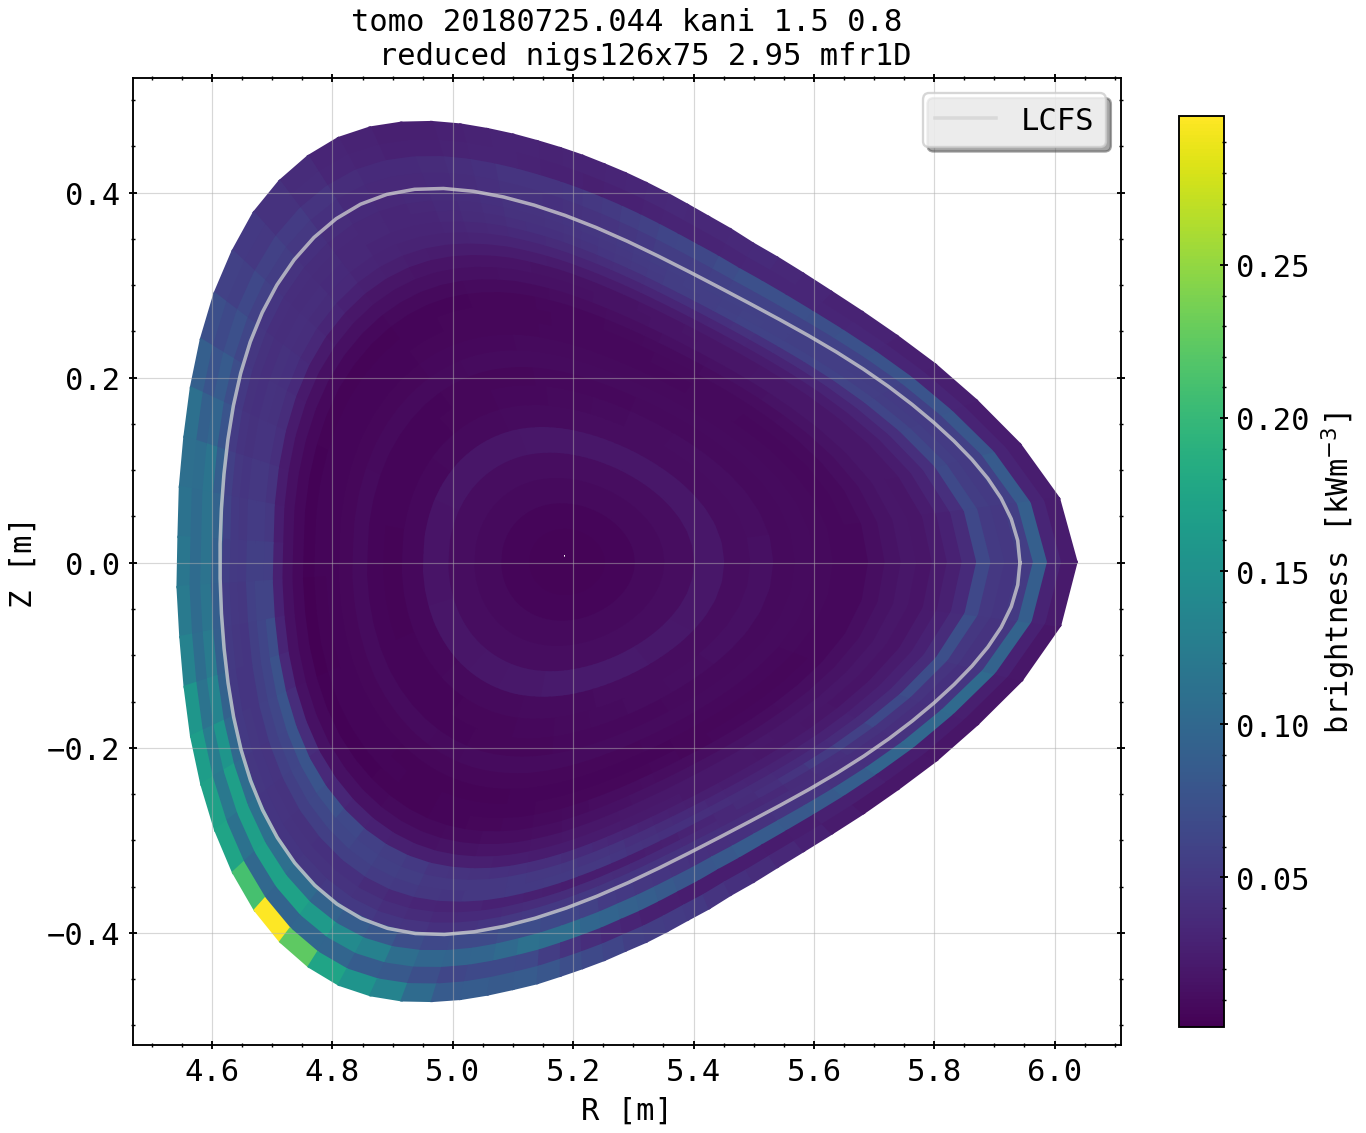 tomo 20180725.044 kani 1.5 0.8
reduced nigs126x75 2.95 mfr1D
LCFS
0.4
0.2
0.0
−0.2
−0.4
Z [m]
4.6 4.8 5.0 5.2 5.4 5.6 5.8 6.0
R [m]
0.25
0.20
0.15
0.10
0.05
brightness [kWm⁻³]